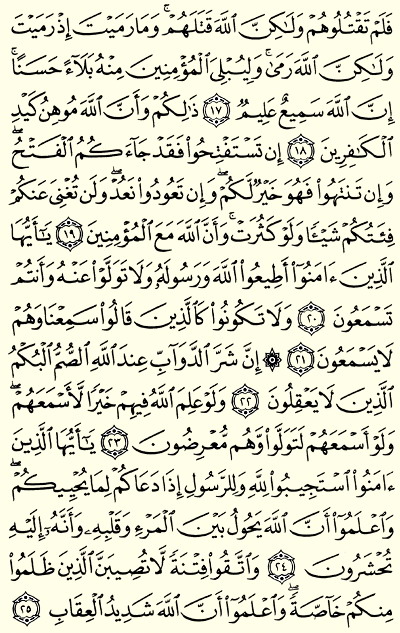 فَلَمۡ تَقۡتُلُوهُمۡ وَلَٰكِنَّ ٱللَّهَ قَتَلَهُمۡۚ وَمَا رَمَيۡتَ إِذۡ رَمَيۡتَ
وَلَٰكِنَّ ٱللَّهَ رَمَىٰۚ وَلِيُبۡلِيَ ٱلۡمُؤۡمِنِينَ مِنۡهُ بَلَآءً حَسَنًاۚ
إِنَّ ٱللَّهَ سَمِيعٌ عَلِيمٞ ١٧ ذَٰلِكُمۡ وَأَنَّ ٱللَّهَ مُوهِنُ كَيۡدِ
ٱلۡكَٰفِرِينَ ١٨ إِن تَسۡتَفۡتِحُواْ فَقَدۡ جَآءَكُمُ ٱلۡفَتۡحُۖ
وَإِن تَنتَهُواْ فَهُوَ خَيۡرٞ لَّكُمۡۖ وَإِن تَعُودُواْ نَعُدۡ وَلَن تُغۡنِيَ عَنكُمۡ
فِئَتُكُمۡ شَيۡـٔٗا وَلَوۡ كَثُرَتۡ وَأَنَّ ٱللَّهَ مَعَ ٱلۡمُؤۡمِنِينَ ١٩ يَٰٓأَيُّهَا
ٱلَّذِينَ ءَامَنُوٓاْ أَطِيعُواْ ٱللَّهَ وَرَسُولَهُۥ وَلَا تَوَلَّوۡاْ عَنۡهُ وَأَنتُمۡ
تَسۡمَعُونَ ٢٠ وَلَا تَكُونُواْ كَٱلَّذِينَ قَالُواْ سَمِعۡنَا وَهُمۡ
لَا يَسۡمَعُونَ ٢١ ۞ إِنَّ شَرَّ ٱلدَّوَآبِّ عِندَ ٱللَّهِ ٱلصُّمُّ ٱلۡبُكۡمُ
ٱلَّذِينَ لَا يَعۡقِلُونَ ٢٢ وَلَوۡ عَلِمَ ٱللَّهُ فِيهِمۡ خَيۡرٗا لَّأَسۡمَعَهُمۡۖ
وَلَوۡ أَسۡمَعَهُمۡ لَتَوَلَّواْ وَّهُم مُّعۡرِضُونَ ٢٣ يَٰٓأَيُّهَا ٱلَّذِينَ
ءَامَنُواْ ٱسۡتَجِيبُواْ لِلَّهِ وَلِلرَّسُولِ إِذَا دَعَاكُمۡ لِمَا يُحۡيِيكُمۡۖ
وَٱعۡلَمُوٓاْ أَنَّ ٱللَّهَ يَحُولُ بَيۡنَ ٱلۡمَرۡءِ وَقَلۡبِهِۦ وَأَنَّهُۥٓ إِلَيۡهِ
تُحۡشَرُونَ ٢٤ وَٱتَّقُواْ فِتۡنَةٗ لَّا تُصِيبَنَّ ٱلَّذِينَ ظَلَمُواْ
مِنكُمۡ خَآصَّةٗۖ وَٱعۡلَمُوٓاْ أَنَّ ٱللَّهَ شَدِيدُ ٱلۡعِقَابِ ٢٥